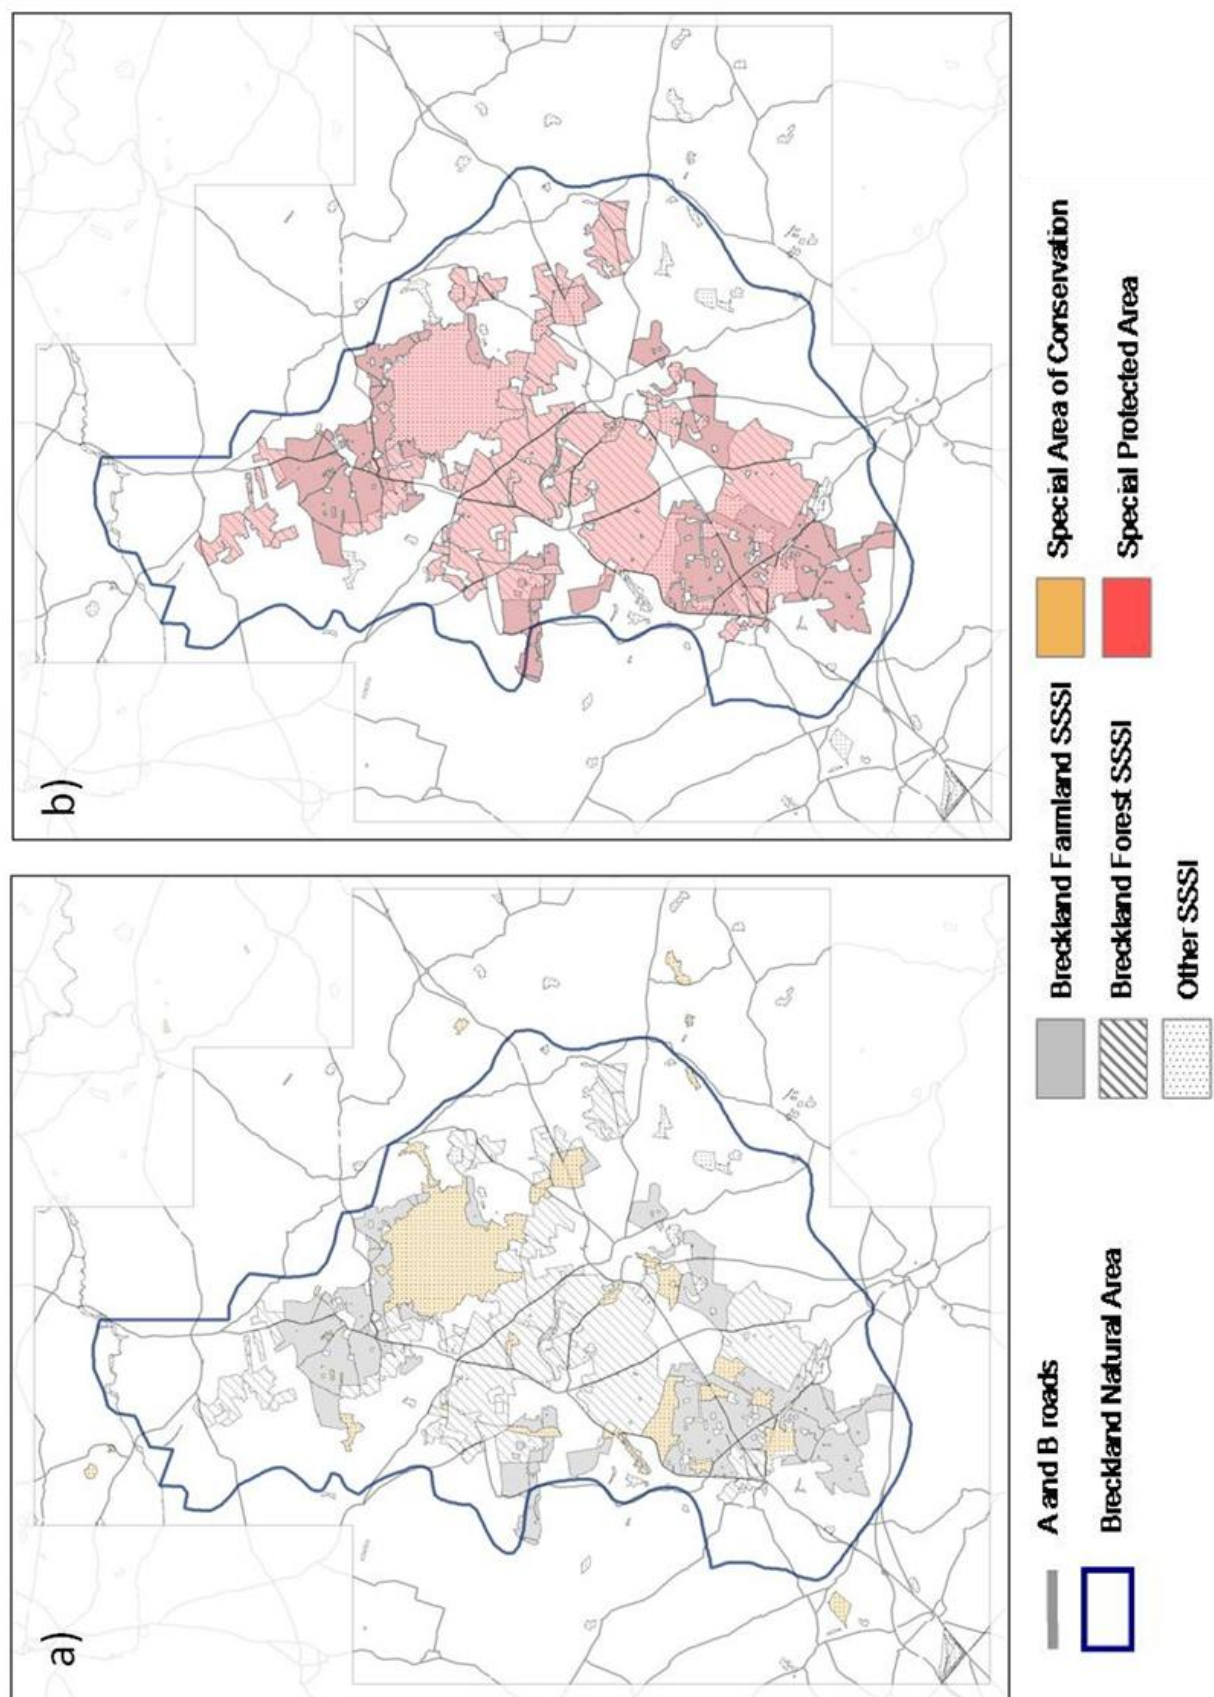 a)
b)
A and B roads
Breckland Natural Area
Breckland Farmland SSSI
Breckland Forest SSSI
Other SSSI
Special Area of Conservation
Special Protected Area